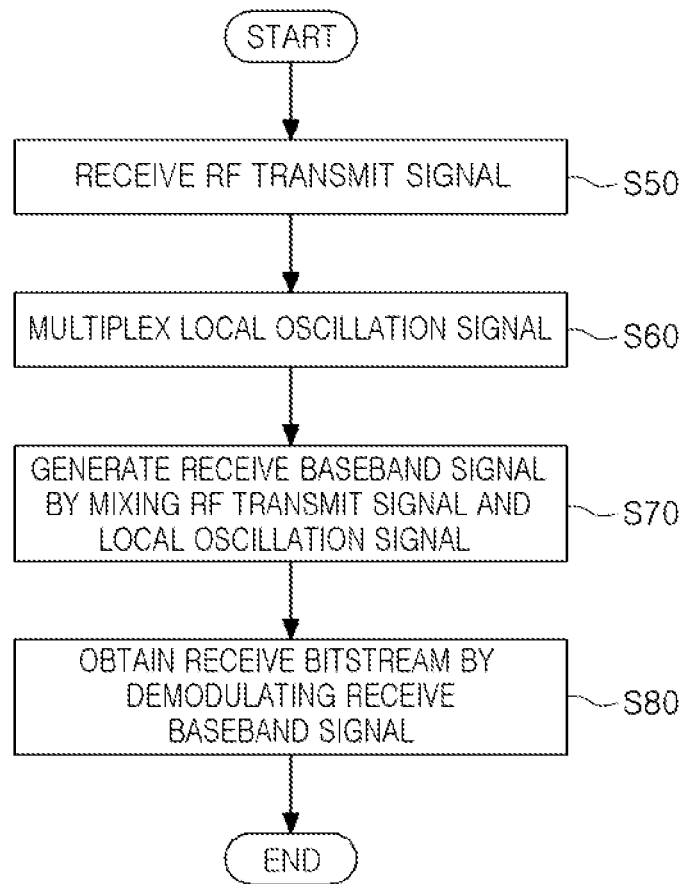 START
RECEIVE RF TRANSMIT SIGNAL
S50
MULTIPLEX LOCAL OSCILLATION SIGNAL
S60
GENERATE RECEIVE BASEBAND SIGNAL
BY MIXING RF TRANSMIT SIGNAL AND
LOCAL OSCILLATION SIGNAL
S70
OBTAIN RECEIVE BITSTREAM BY
DEMODULATING RECEIVE
BASEBAND SIGNAL
S80
END